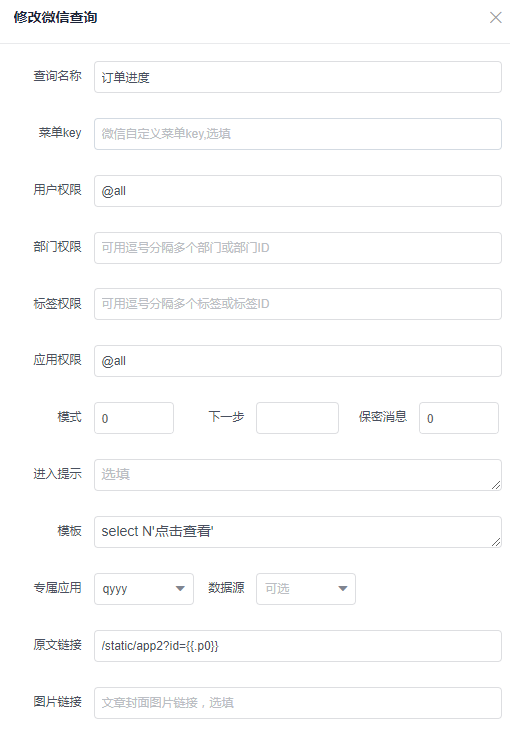 修改微信查询
查询名称 订单进度
菜单key 微信自定义菜单key,选填
用户权限 @all
部门权限 可用逗号分隔多个部门或部门ID
标签权限 可用逗号分隔多个标签或标签ID
应用权限 @all
模式 0 下一步 保密消息 0
进入提示 选填
模板 select N'点击查看'
专属应用 qyyy 数据源 可选
原文链接 /static/app2?id={{.p0}}
图片链接 文章封面图片链接，选填